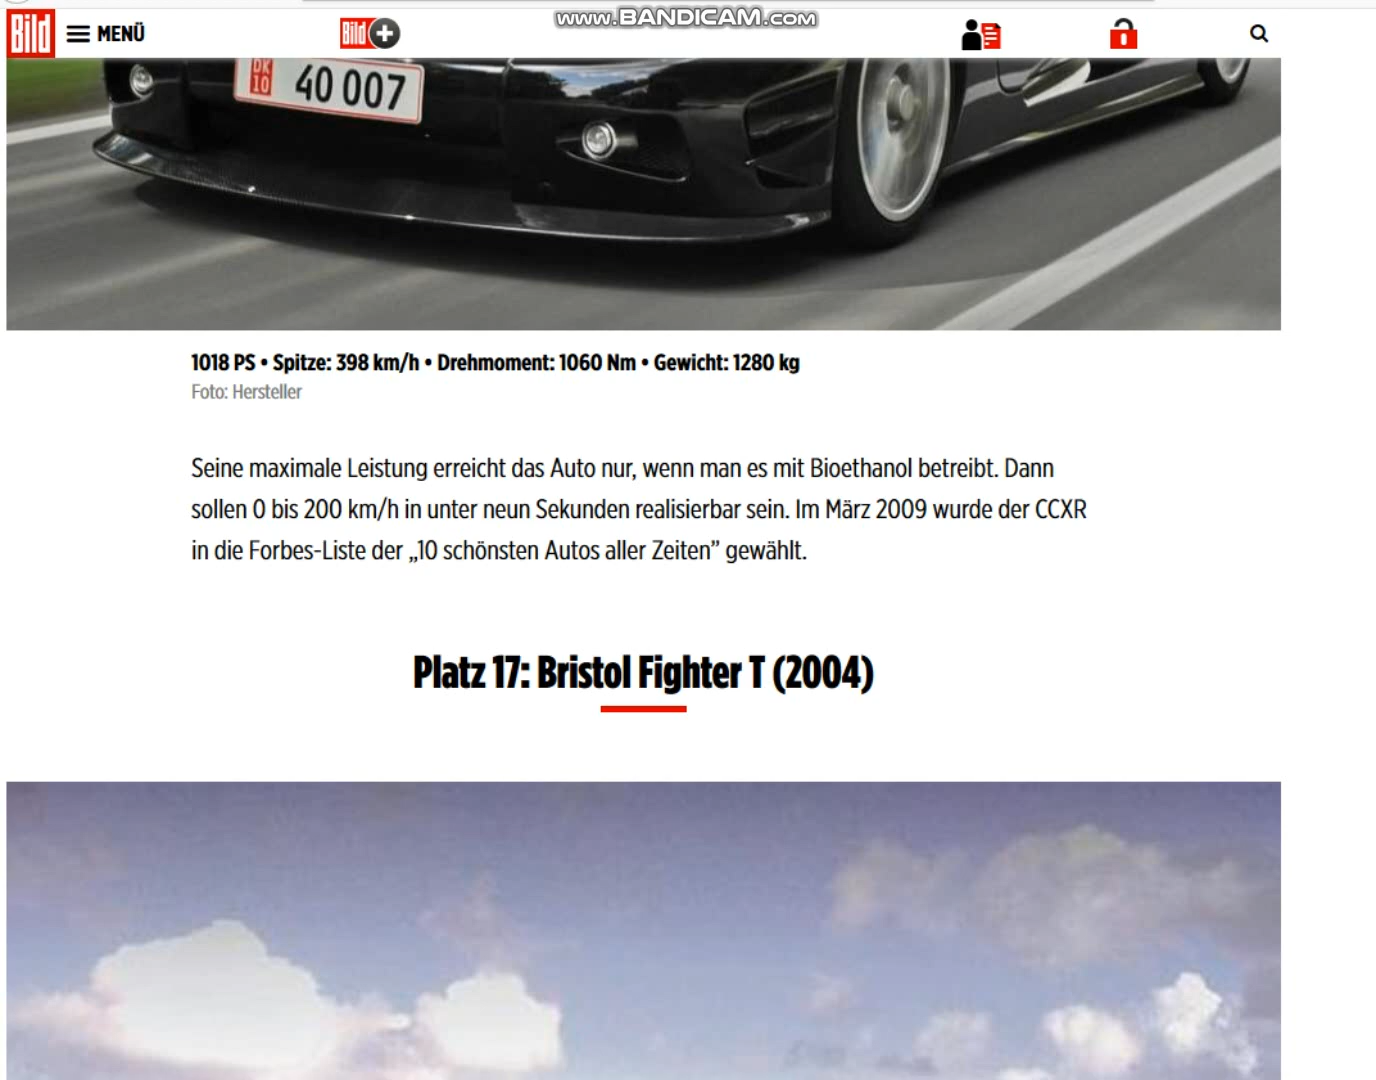 www.BANDICAM.com
Bild
MENÜ
Bild
DK
10
40 007
1018 PS • Spitze: 398 km/h • Drehmoment: 1060 Nm • Gewicht: 1280 kg
Foto: Hersteller
Seine maximale Leistung erreicht das Auto nur, wenn man es mit Bioethanol betreibt. Dann
sollen 0 bis 200 km/h in unter neun Sekunden realisierbar sein. Im März 2009 wurde der CCXR
in die Forbes-Liste der „10 schönsten Autos aller Zeiten” gewählt.
Platz 17: Bristol Fighter T (2004)